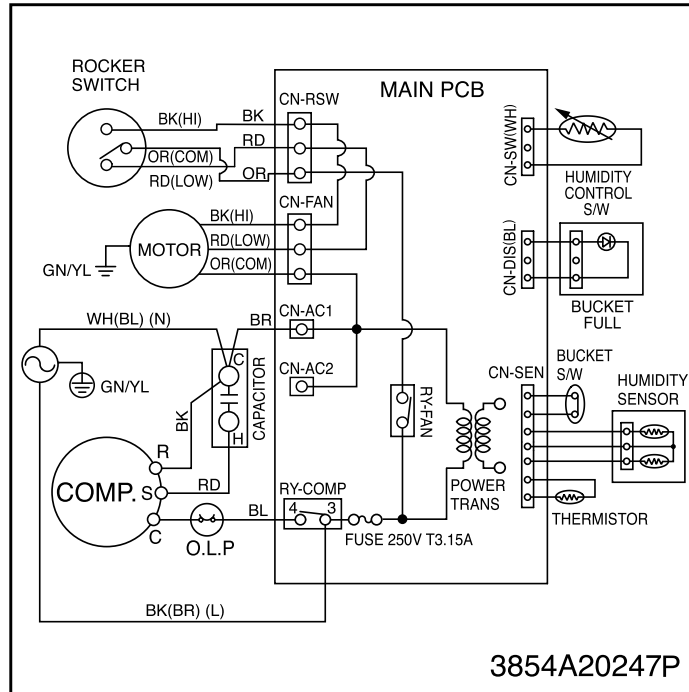 ROCKER
SWITCH
BK(HI)
BK
CN-RSW
MAIN PCB
RD
OR(COM)
RD(LOW)
OR
CN-SW(WH)
HUMIDITY
CONTROL
S/W
CN-FAN
BK(HI)
RD(LOW)
OR(COM)
MOTOR
GN/YL
CN-DIS(BL)
BUCKET
FULL
WH(BL) (N)
BR
CN-AC1
CN-AC2
GN/YL
C
H
CAPACITOR
BK
RY-FAN
CN-SEN
BUCKET
S/W
HUMIDITY
SENSOR
COMP.
R
S
C
RD
BL
O.L.P
RY-COMP
4
3
FUSE 250V T3.15A
POWER
TRANS
THERMISTOR
BK(BR) (L)
3854A20247P